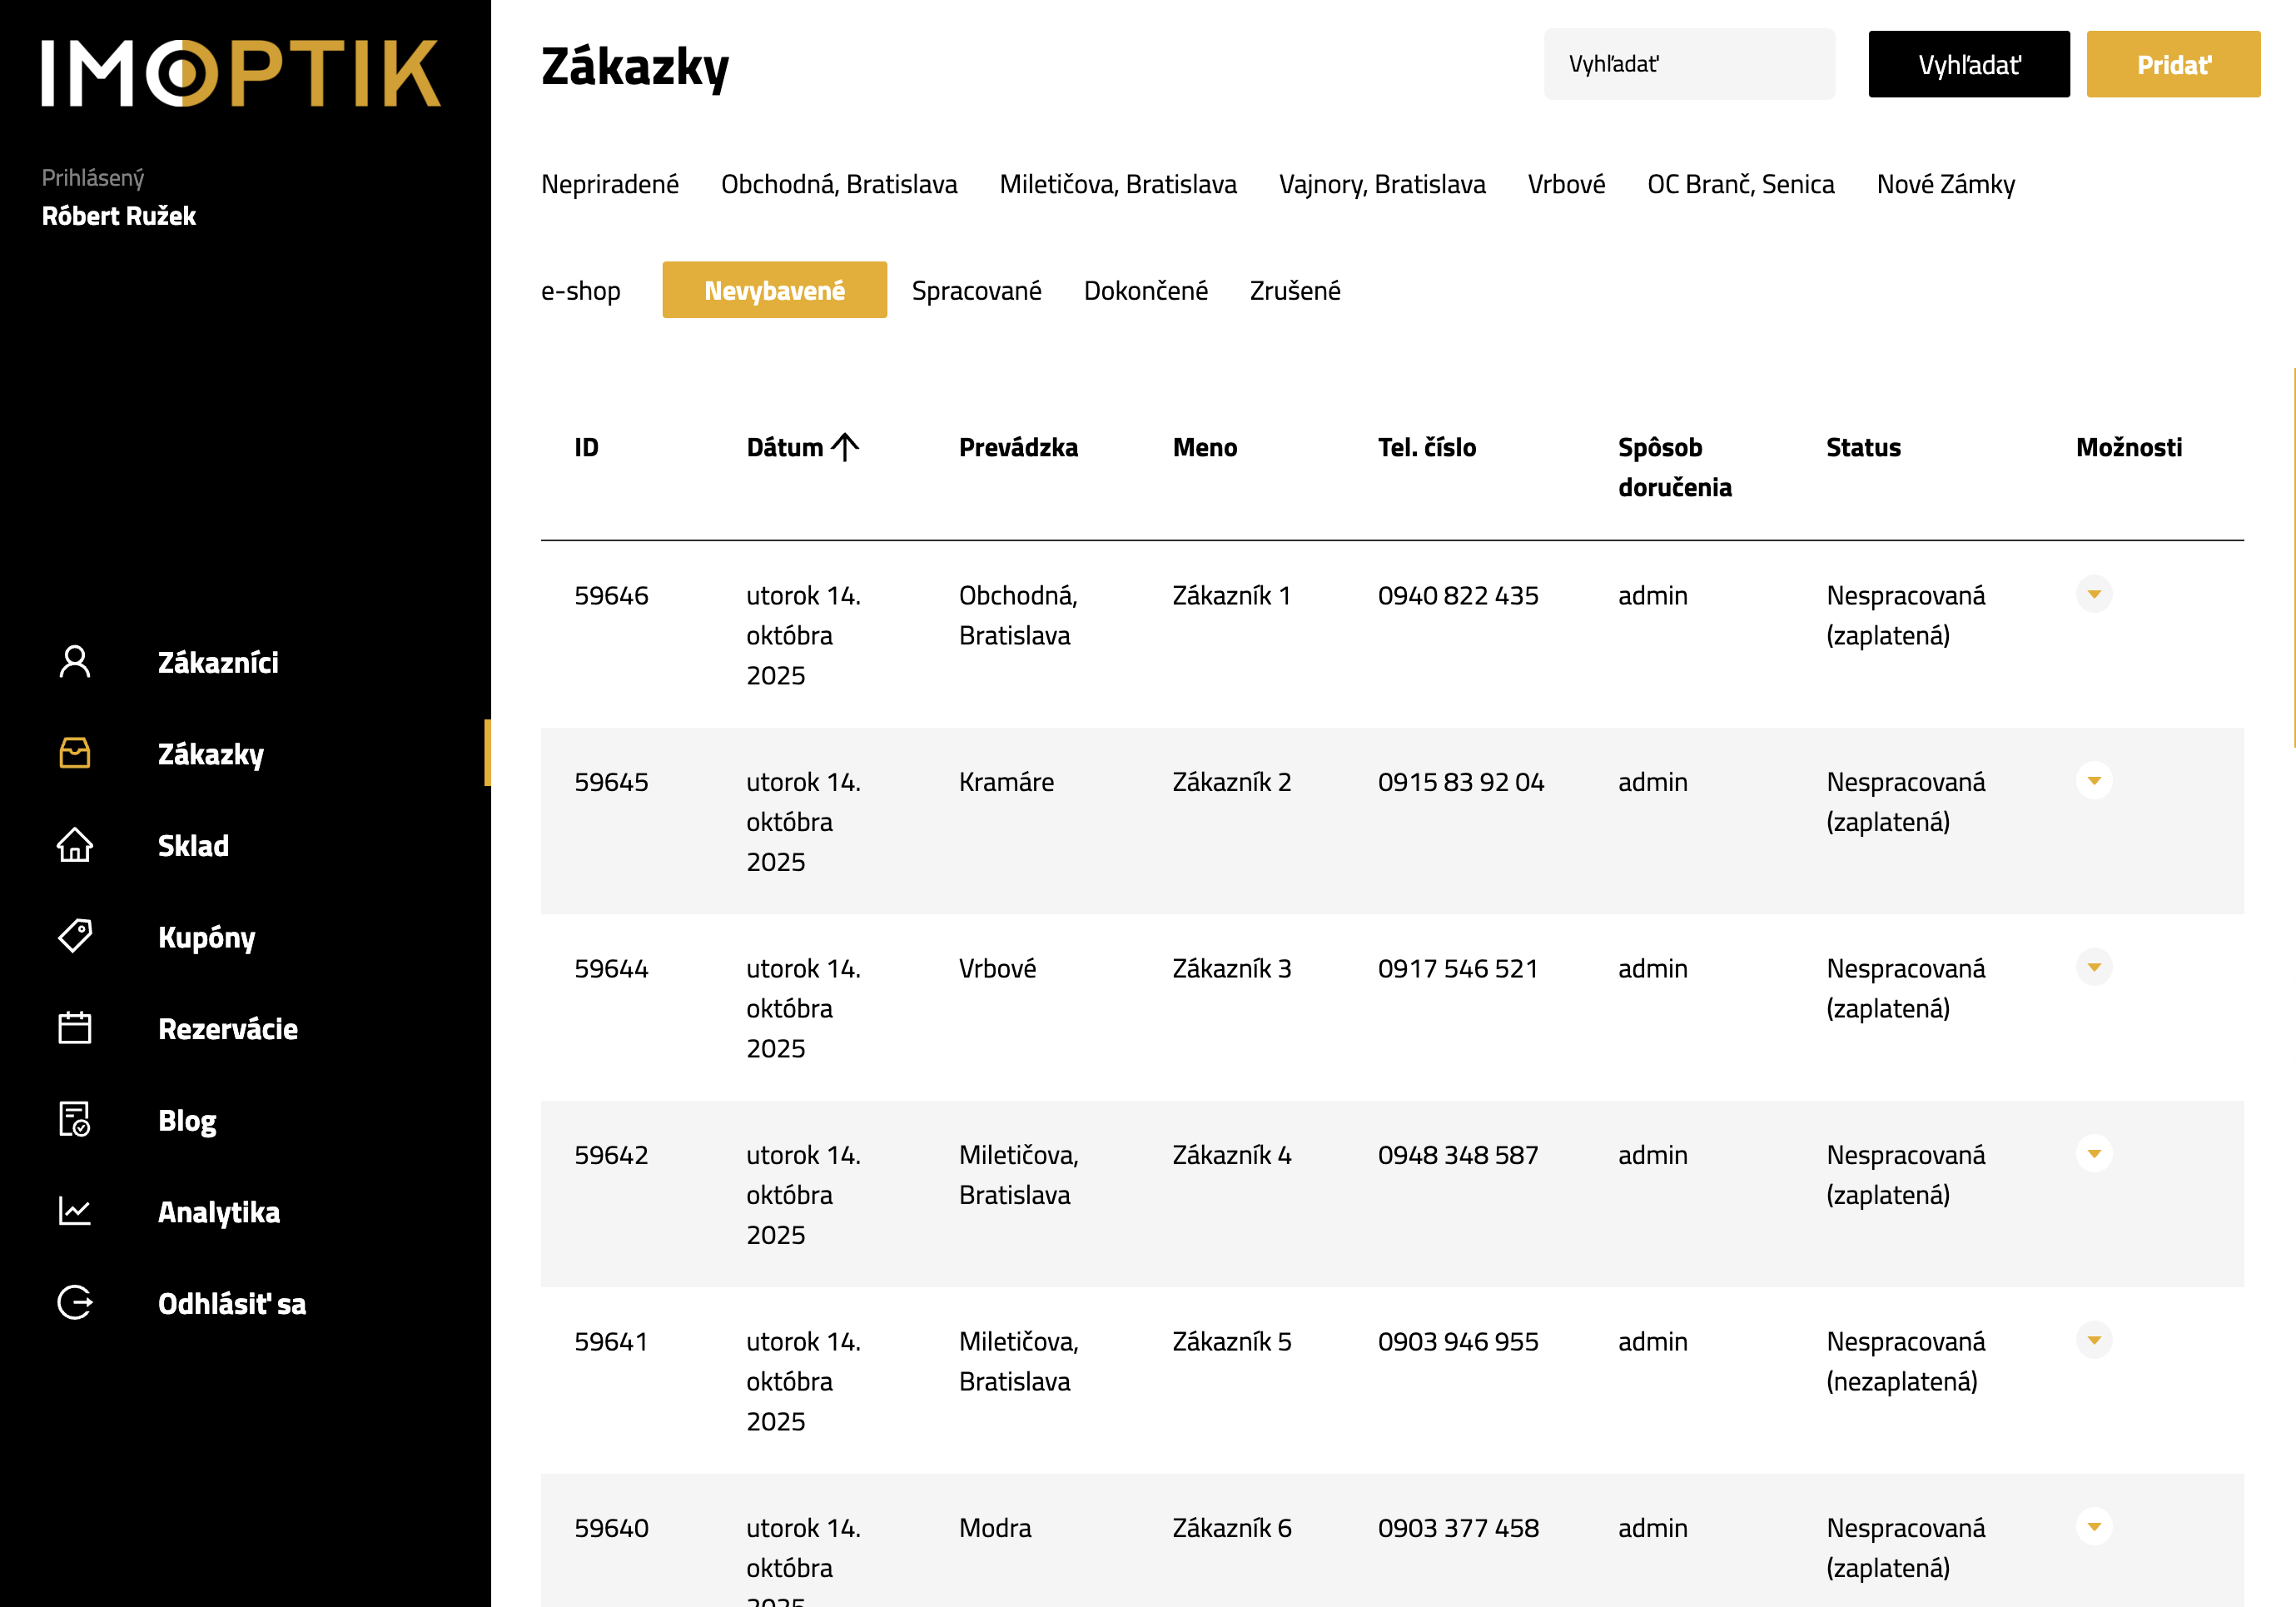 IMOPTIK
Prihlásený
Róbert Ružek
Zákazníci
Zákazky
Sklad
Kupóny
Rezervácie
Blog
Analytika
Odhlásiť sa
Zákazky
Vyhľadať
Vyhľadať
Pridať
Nepriradené Obchodná, Bratislava Miletičova, Bratislava Vajnory, Bratislava Vrbové OC Branč, Senica Nové Zámky
e-shop Nevybavené Spracované Dokončené Zrušené
ID Dátum Prevádzka Meno Tel. číslo Spôsob Status Možnosti
doručenia
59646 utorok 14. Obchodná, Zákazník 1 0940 822 435 admin Nespracovaná
októbra Bratislava (zaplatená)
2025
59645 utorok 14. Kramáre Zákazník 2 0915 83 92 04 admin Nespracovaná
októbra (zaplatená)
2025
59644 utorok 14. Vrbové Zákazník 3 0917 546 521 admin Nespracovaná
októbra (zaplatená)
2025
59642 utorok 14. Miletičova, Zákazník 4 0948 348 587 admin Nespracovaná
októbra Bratislava (zaplatená)
2025
59641 utorok 14. Miletičova, Zákazník 5 0903 946 955 admin Nespracovaná
októbra Bratislava (nezaplatená)
2025
59640 utorok 14. Modra Zákazník 6 0903 377 458 admin Nespracovaná
októbra (zaplatená)
2025